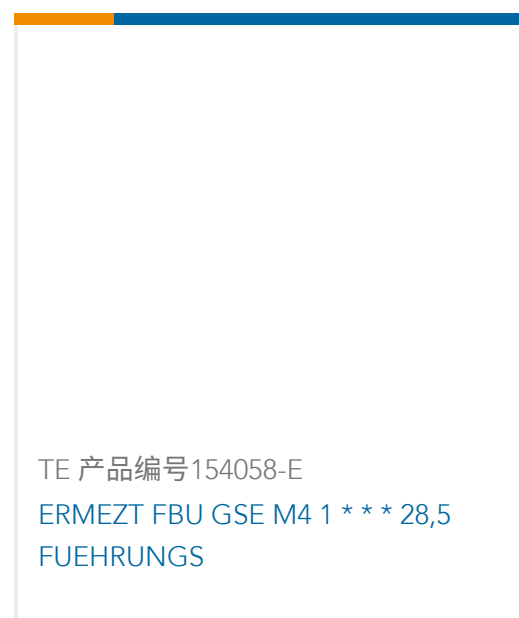 TE 产品编号154058-E
ERMEZT FBU GSE M4 1 * * * 28,5
FUEHRUNGS